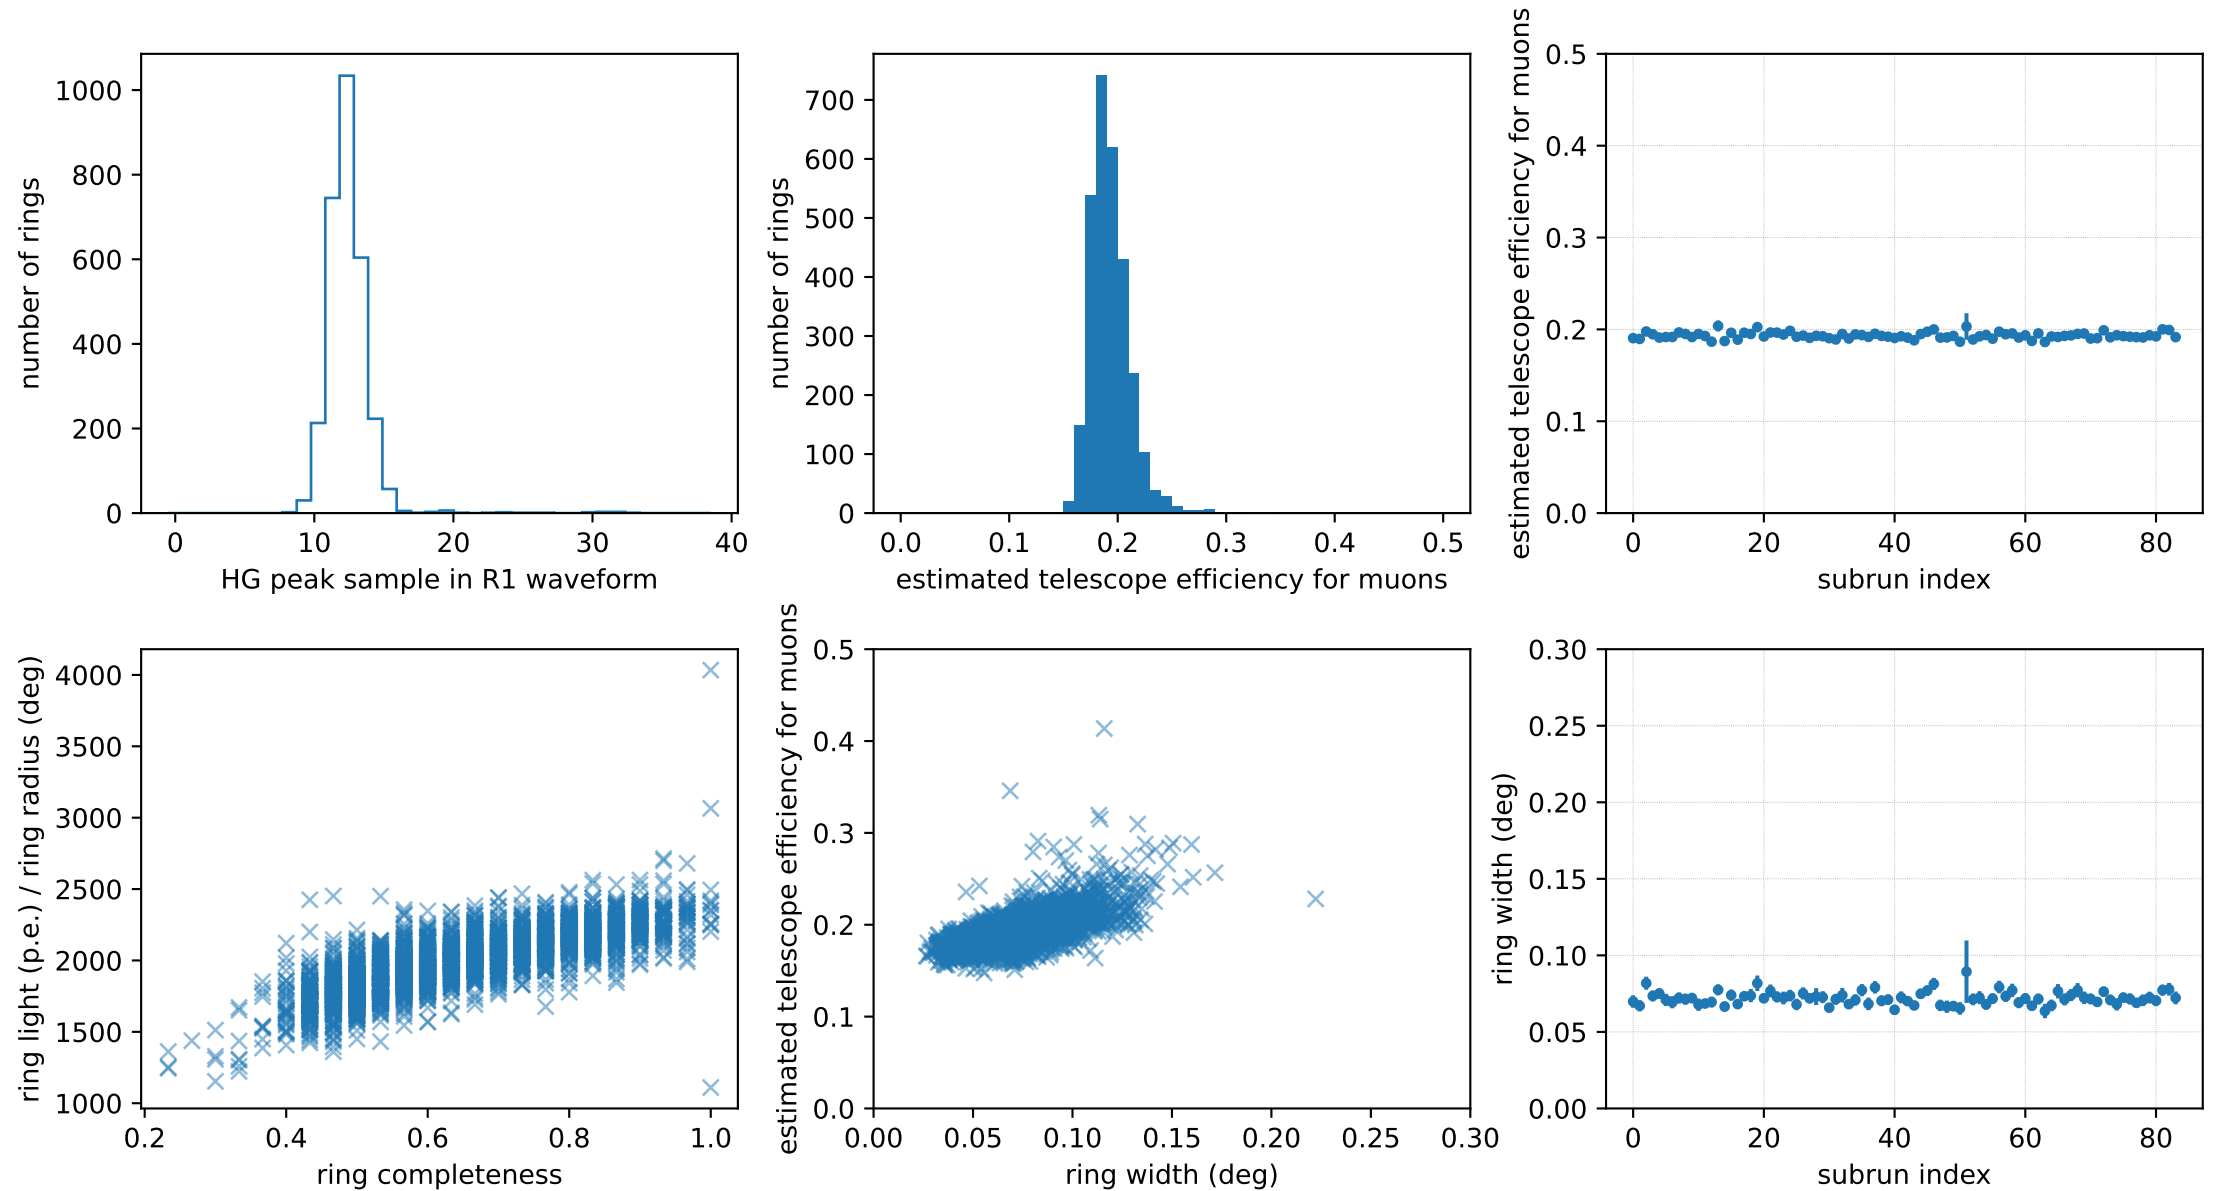 1000
800
600
400
200
0
number of rings
0 10 20 30 40
HG peak sample in R1 waveform
700
600
500
400
300
200
100
0
number of rings
0.0 0.1 0.2 0.3 0.4 0.5
estimated telescope efficiency for muons
0.5
0.4
0.3
0.2
0.1
0.0
estimated telescope efficiency for muons
0 20 40 60 80
subrun index
4000
3500
3000
2500
2000
1500
1000
ring light (p.e.) / ring radius (deg)
0.2 0.4 0.6 0.8 1.0
ring completeness
0.5
0.4
0.3
0.2
0.1
0.0
estimated telescope efficiency for muons
0.00 0.05 0.10 0.15 0.20 0.25 0.30
ring width (deg)
0.30
0.25
0.20
0.15
0.10
0.05
0.00
ring width (deg)
0 20 40 60 80
subrun index